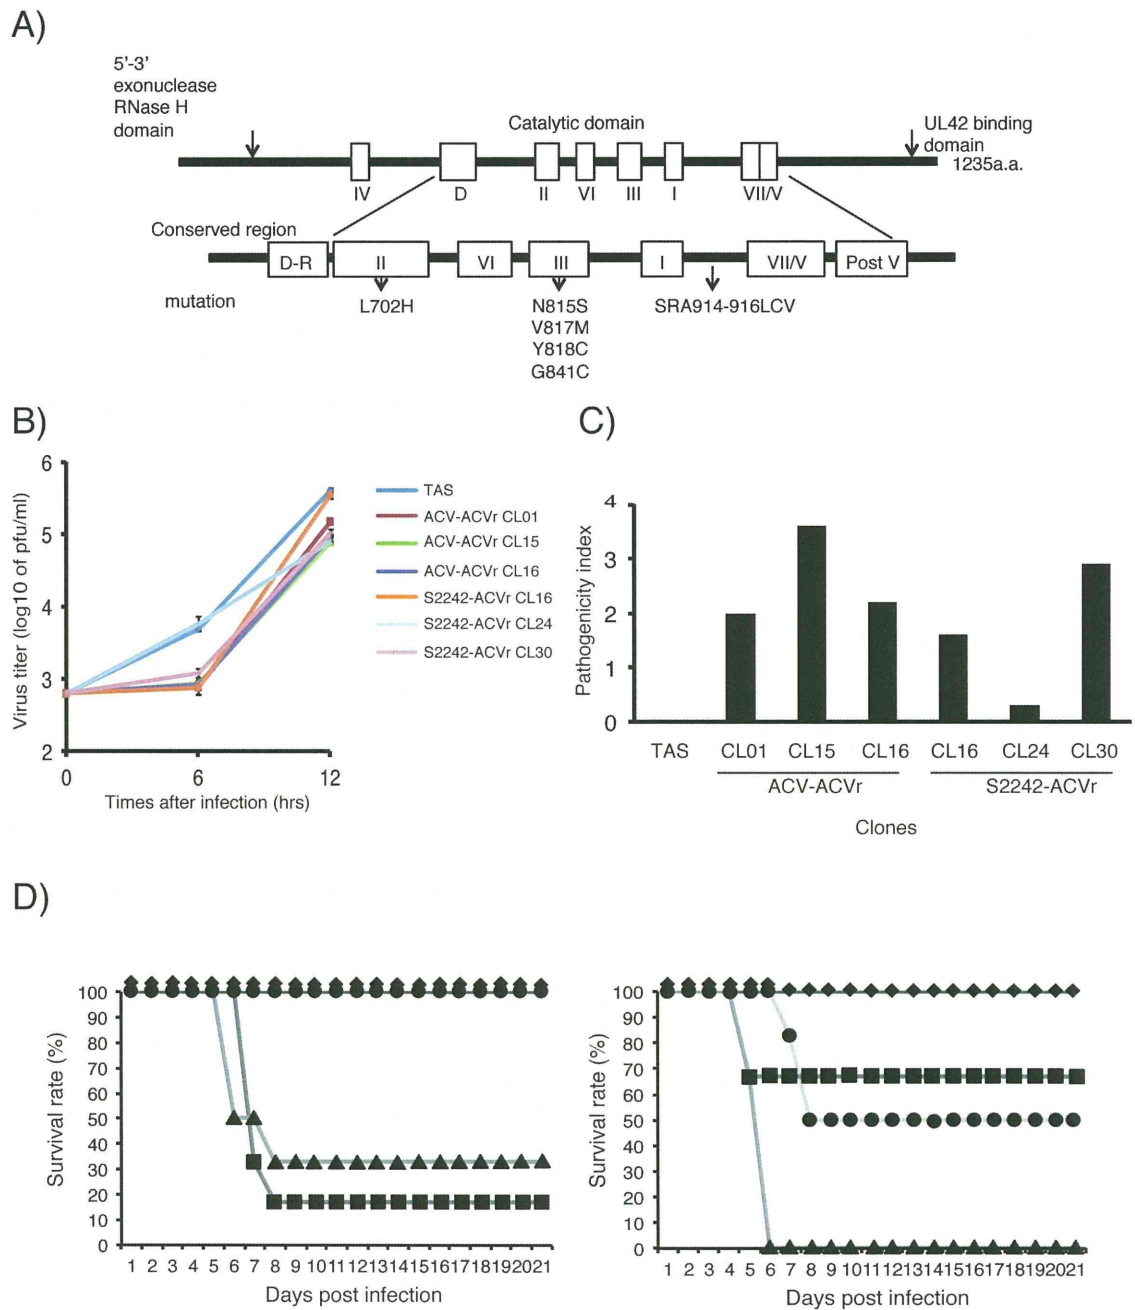 A)
5'-3'
exonuclease
RNase H
domain
Catalytic domain
UL42 binding
domain
1235a.a.
IV
D
II
VI
III
I
VII/V
Conserved region
D-R
II
VI
III
I
VII/V
Post V
mutation
L702H
N815S
V817M
Y818C
G841C
SRA914-916LCV
B)
Virus titer (log10 of pfu/ml)
6
5
4
3
2
0
6
12
Times after infection (hrs)
TAS
ACV-ACVr CL01
ACV-ACVr CL15
ACV-ACVr CL16
S2242-ACVr CL16
S2242-ACVr CL24
S2242-ACVr CL30
C)
Pathogenicity index
4
3
2
1
0
TAS
CL01
CL15
CL16
CL16
CL24
CL30
ACV-ACVr
S2242-ACVr
Clones
D)
Survival rate (%)
100
90
80
70
60
50
40
30
20
10
0
1 2 3 4 5 6 7 8 9 10 11 12 13 14 15 16 17 18 19 20 21
Days post infection
Survival rate (%)
100
90
80
70
60
50
40
30
20
10
0
1 2 3 4 5 6 7 8 9 10 11 12 13 14 15 16 17 18 19 20 21
Days post infection